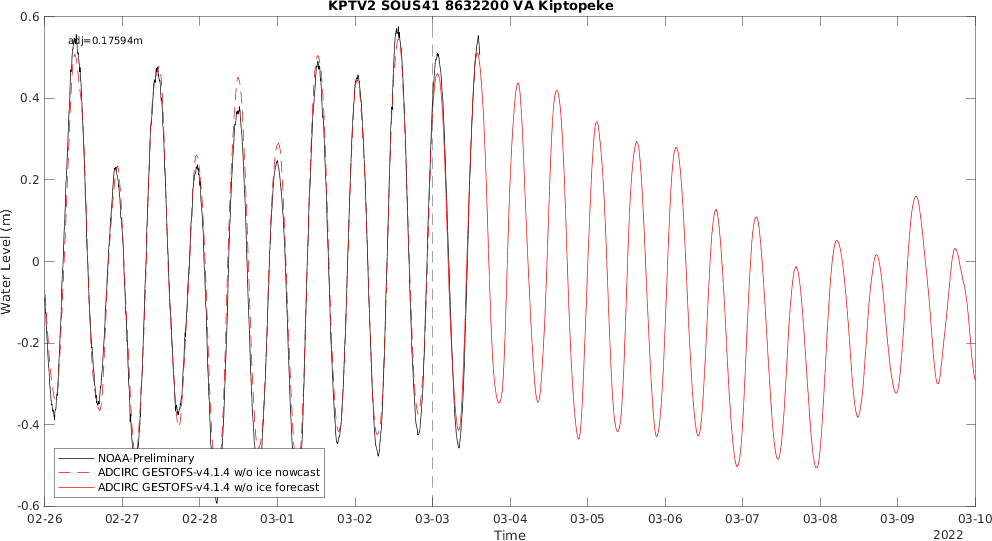 KPTV2 SOUS41 8632200 VA Kiptopeke
adj=0.17594m
0.6
0.4
0.2
0
-0.2
-0.4
-0.6
Water Level (m)
NOAA-Preliminary
ADCIRC GESTOFS-v4.1.4 w/o ice nowcast
ADCIRC GESTOFS-v4.1.4 w/o ice forecast
02-26 02-27 02-28 03-01 03-02 03-03 03-04 03-05 03-06 03-07 03-08 03-09 03-10
Time
2022